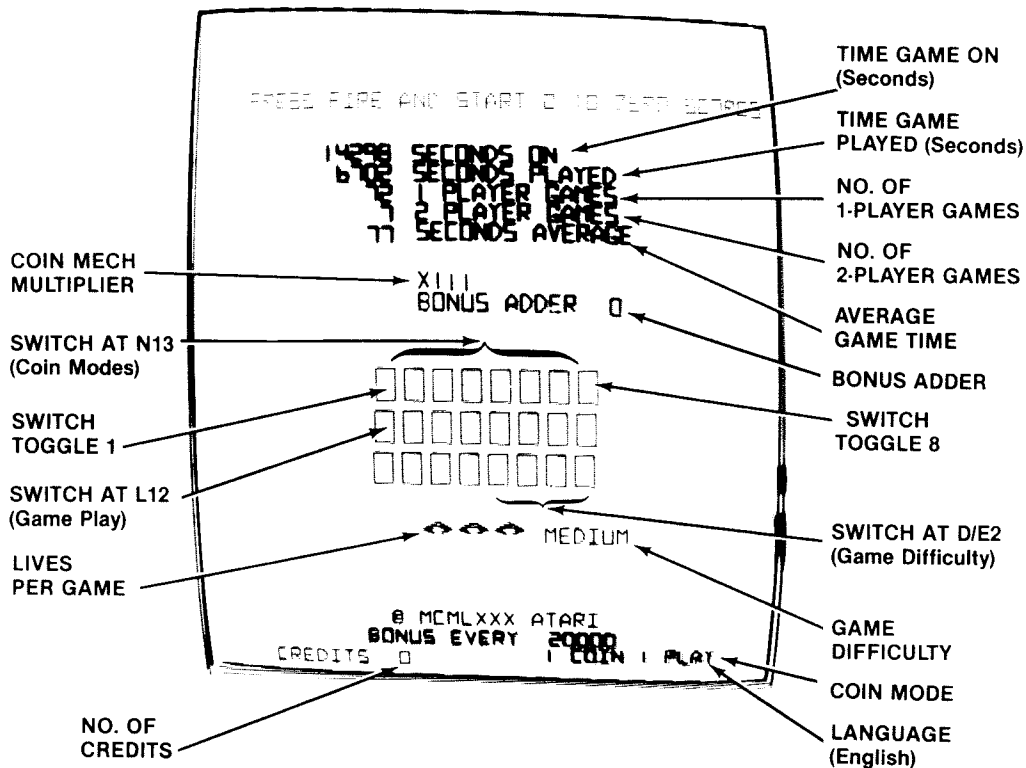 PRESS FIRE AND START 2 TO ZERO SCORES
14298 SECONDS ON
6702 SECONDS PLAYED
72 1 PLAYER GAMES
7 2 PLAYER GAMES
77 SECONDS AVERAGE
XIII
BONUS ADDER 0
MEDIUM
© MCMLXXX ATARI
BONUS EVERY 20000
CREDITS 0
1 COIN 1 PLAY
COIN MECH
MULTIPLIER
SWITCH AT N13
(Coin Modes)
SWITCH
TOGGLE 1
SWITCH AT L12
(Game Play)
LIVES
PER GAME
NO. OF
CREDITS
TIME GAME ON
(Seconds)
TIME GAME
PLAYED (Seconds)
NO. OF
1-PLAYER GAMES
NO. OF
2-PLAYER GAMES
AVERAGE
GAME TIME
BONUS ADDER
SWITCH
TOGGLE 8
SWITCH AT D/E2
(Game Difficulty)
GAME
DIFFICULTY
COIN MODE
LANGUAGE
(English)